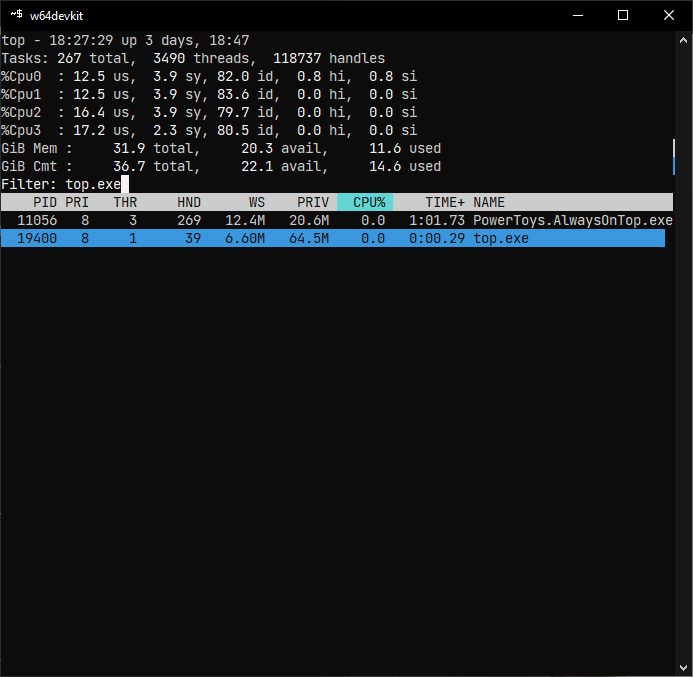 ~$ w64devkit
top - 18:27:29 up 3 days, 18:47
Tasks: 267 total,  3490 threads,  118737 handles
%Cpu0  : 12.5 us,  3.9 sy, 82.0 id,  0.8 hi,  0.8 si
%Cpu1  : 12.5 us,  3.9 sy, 83.6 id,  0.0 hi,  0.0 si
%Cpu2  : 16.4 us,  3.9 sy, 79.7 id,  0.0 hi,  0.0 si
%Cpu3  : 17.2 us,  2.3 sy, 80.5 id,  0.0 hi,  0.0 si
GiB Mem :     31.9 total,     20.3 avail,     11.6 used
GiB Cmt :     36.7 total,     22.1 avail,     14.6 used
Filter: top.exe
PID PRI   THR     HND      WS    PRIV   CPU%     TIME+ NAME
11056  8     3     269   12.4M   20.6M    0.0   1:01.73 PowerToys.AlwaysOnTop.exe
19400  8     1      39   6.60M   64.5M    0.0   0:00.29 top.exe